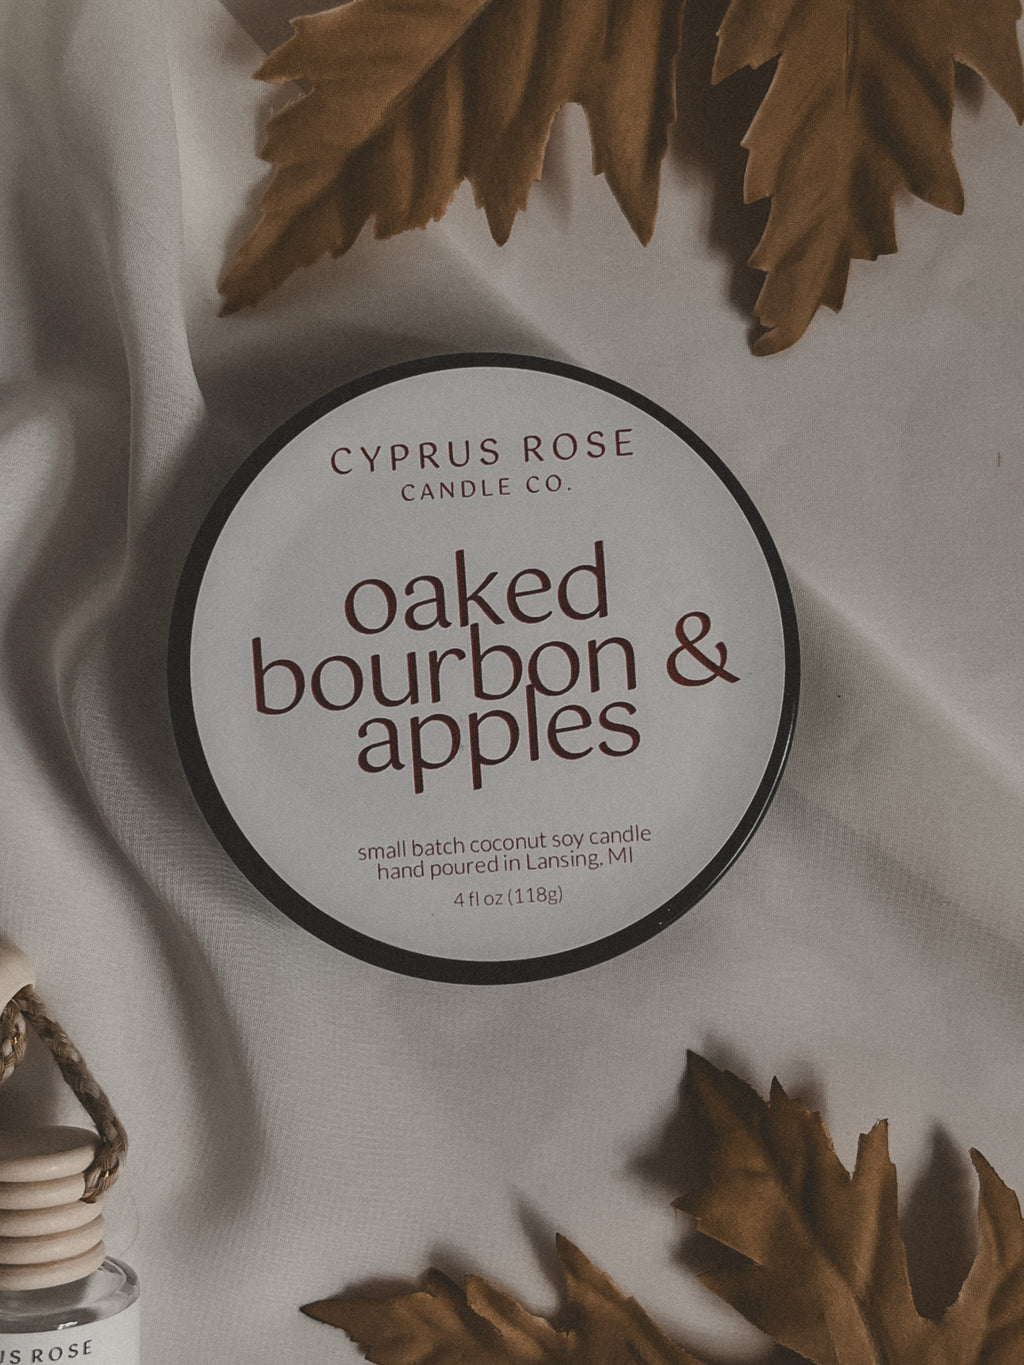 CYPRUS ROSE
CANDLE CO.
oaked
bourbon &
apples
small batch coconut soy candle
hand poured in Lansing, MI
4 fl oz (118g)
US ROSE